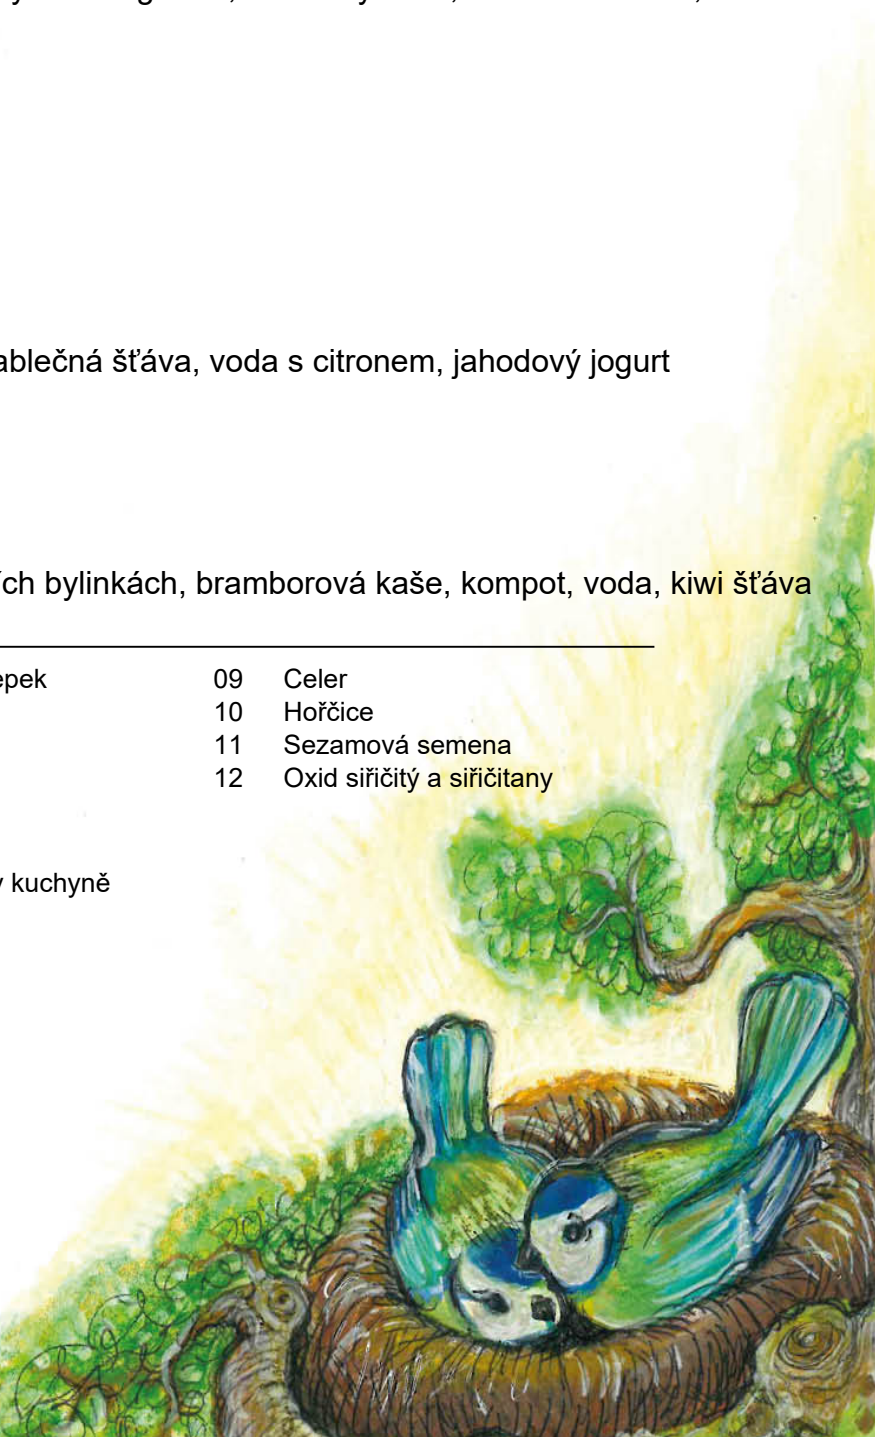 ablečná šťáva, voda s citronem, jahodový jogurt
ích bylinkách, bramborová kaše, kompot, voda, kiwi šťáva
epek 09 Celer
10 Hořčice
11 Sezamová semena
12 Oxid siřičitý a siřičitany
kuchyně